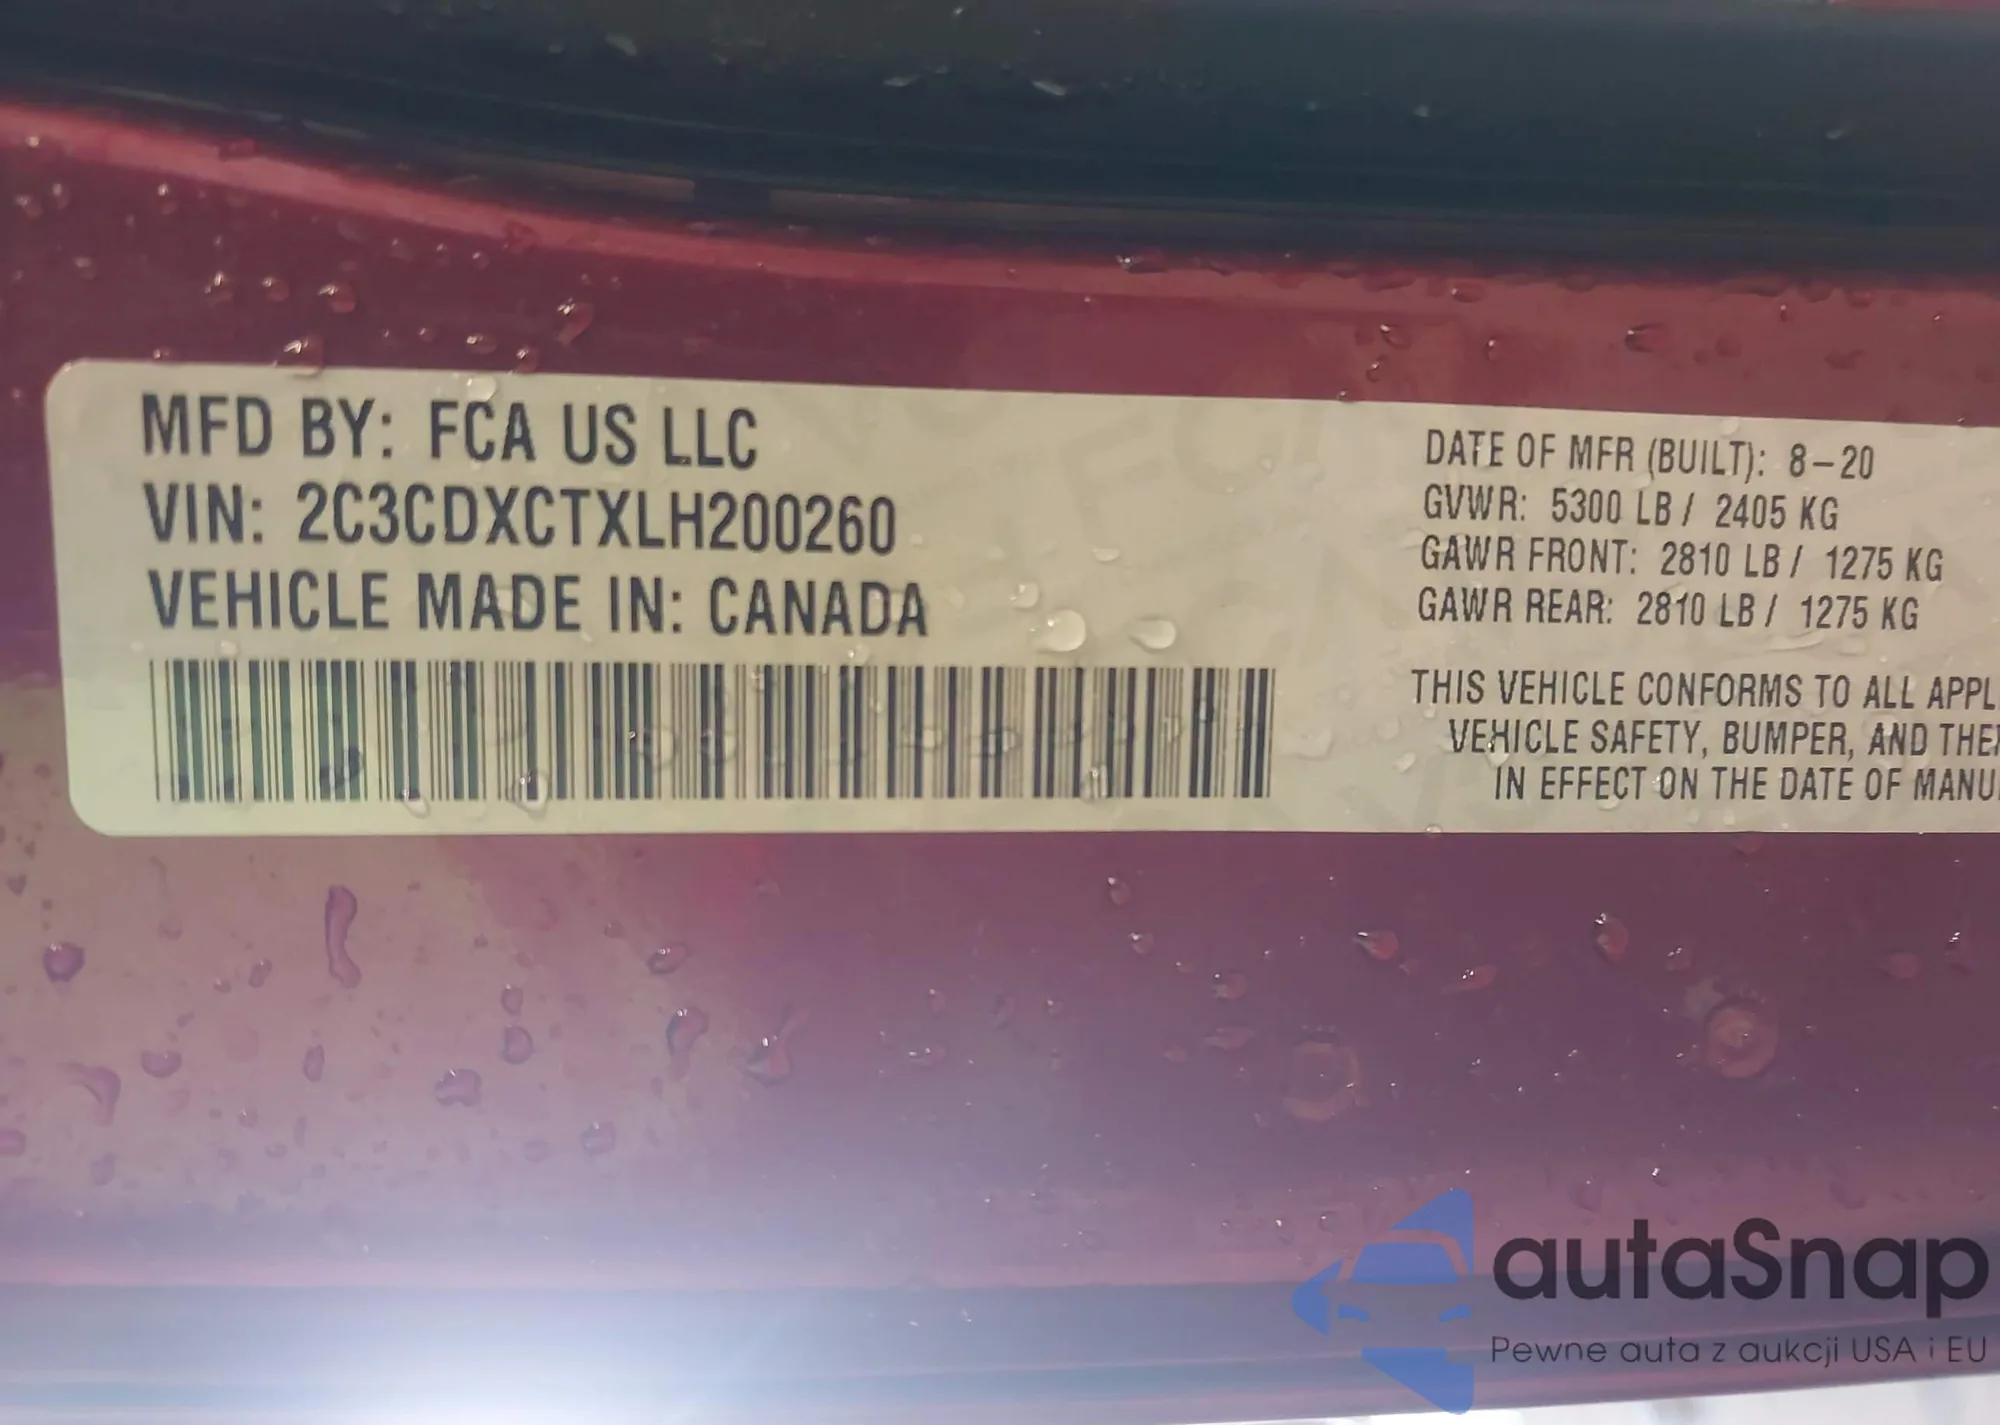 MFD BY: FCA US LLC
VIN: 2C3CDXCTXLH200260
VEHICLE MADE IN: CANADA
DATE OF MFR (BUILT): 8-20
GVWR: 5300 LB / 2405 KG
GAWR FRONT: 2810 LB / 1275 KG
GAWR REAR: 2810 LB / 1275 KG
THIS VEHICLE CONFORMS TO ALL
VEHICLE SAFETY, BUMPER, AND
IN EFFECT ON THE DATE OF
autaSnap
Pewne auta z aukcji USA i EU